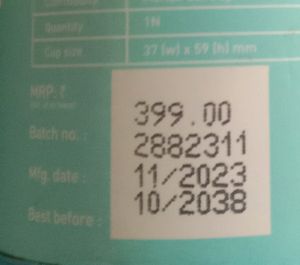 Quantity 1N
Cup size 37 (w) x 59 (h) mm
MRP: ₹ 399.00
Batch no. : 2882311
Mfg. date : 11/2023
Best before : 10/2038